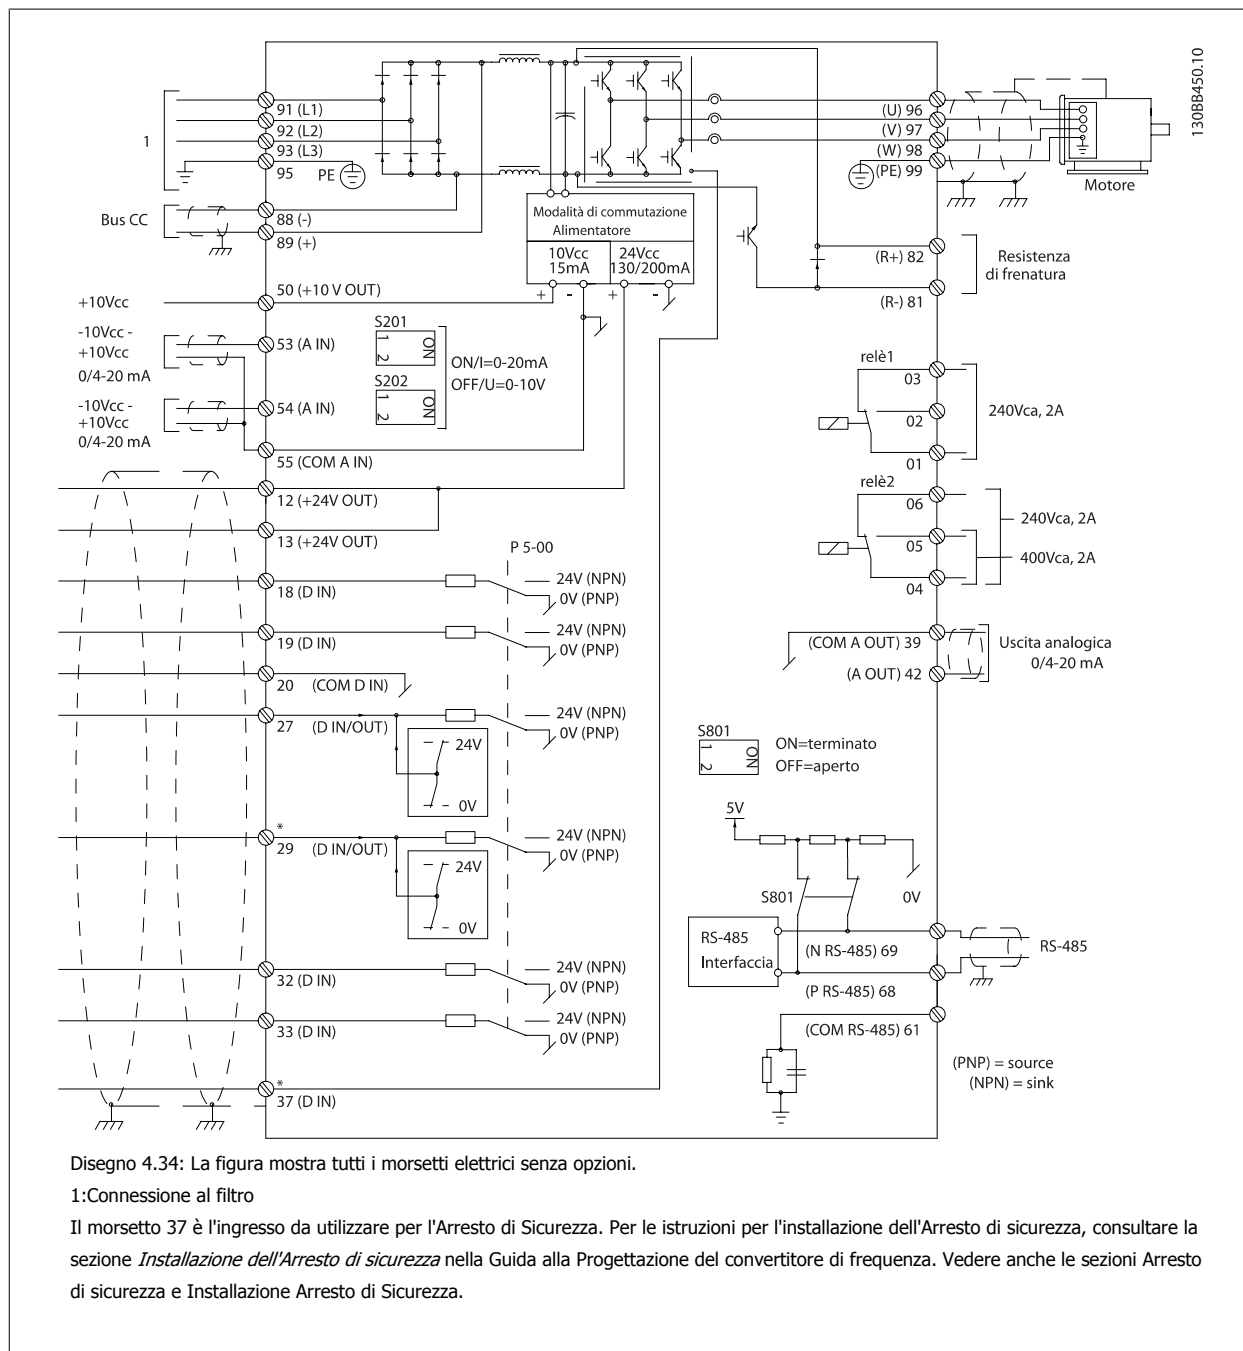 130BB450.10
91 (L1)
92 (L2)
93 (L3)
95
PE
1
Bus CC
88 (-)
89 (+)
(U) 96
(V) 97
(W) 98
(PE) 99
Motore
Modalità di commutazione
Alimentatore
10Vcc
15mA
24Vcc
130/200mA
+ - + -
(R+) 82
(R-) 81
Resistenza
di frenatura
+10Vcc
50 (+10 V OUT)
-10Vcc -
+10Vcc
0/4-20 mA
53 (A IN)
-10Vcc -
+10Vcc
0/4-20 mA
54 (A IN)
55 (COM A IN)
S201
1
2
ON
S202
1
2
ON
ON/I=0-20mA
OFF/U=0-10V
relè1
03
02
01
240Vca, 2A
relè2
06
05
04
240Vca, 2A
400Vca, 2A
12 (+24V OUT)
13 (+24V OUT)
P 5-00
18 (D IN)
24V (NPN)
0V (PNP)
19 (D IN)
24V (NPN)
0V (PNP)
20 (COM D IN)
27 (D IN/OUT)
24V (NPN)
0V (PNP)
24V
0V
*
29 (D IN/OUT)
24V (NPN)
0V (PNP)
24V
0V
32 (D IN)
24V (NPN)
0V (PNP)
33 (D IN)
24V (NPN)
0V (PNP)
*
37 (D IN)
(COM A OUT) 39
(A OUT) 42
Uscita analogica
0/4-20 mA
S801
1
2
ON
ON=terminato
OFF=aperto
5V
S801
0V
RS-485
Interfaccia
(N RS-485) 69
(P RS-485) 68
RS-485
(COM RS-485) 61
(PNP) = source
(NPN) = sink
Disegno 4.34: La figura mostra tutti i morsetti elettrici senza opzioni.
1:Connessione al filtro
Il morsetto 37 è l'ingresso da utilizzare per l'Arresto di Sicurezza. Per le istruzioni per l'installazione dell'Arresto di sicurezza, consultare la
sezione Installazione dell'Arresto di sicurezza nella Guida alla Progettazione del convertitore di frequenza. Vedere anche le sezioni Arresto
di sicurezza e Installazione Arresto di Sicurezza.